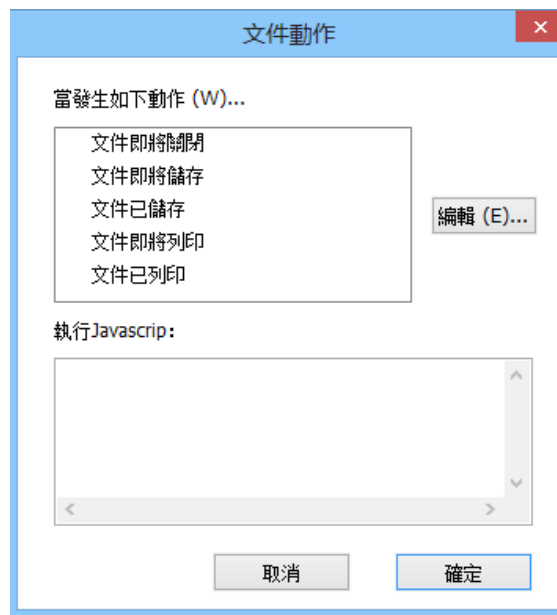 文件動作
當發生如下動作 (W)...
文件即將關閉
文件即將儲存
文件已儲存
文件即將列印
文件已列印
編輯 (E)...
執行Javascrip：
取消
確定